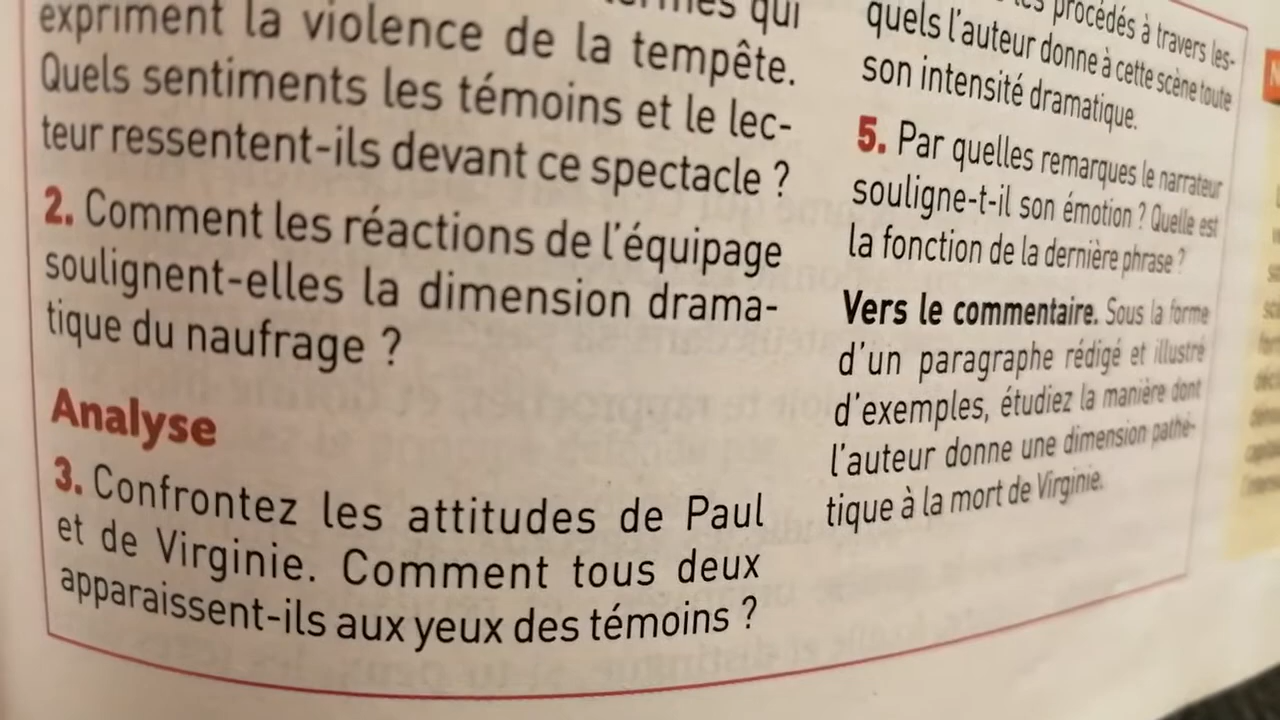 qui
expriment la violence de la tempête.
Quels sentiments les témoins et le lec-
teur ressentent-ils devant ce spectacle ?
2. Comment les réactions de l'équipage
soulignent-elles la dimension drama-
tique du naufrage ?
Analyse
3. Confrontez les attitudes de Paul
et de Virginie. Comment tous deux
apparaissent-ils aux yeux des témoins ?
procédés à travers les-
quels l'auteur donne à cette scène toute
son intensité dramatique.
5. Par quelles remarques le narrateur
souligne-t-il son émotion ? Quelle est
la fonction de la dernière phrase ?
Vers le commentaire. Sous la forme
d'un paragraphe rédigé et illustré
d'exemples, étudiez la manière dont
l'auteur donne une dimension pathé-
tique à la mort de Virginie.